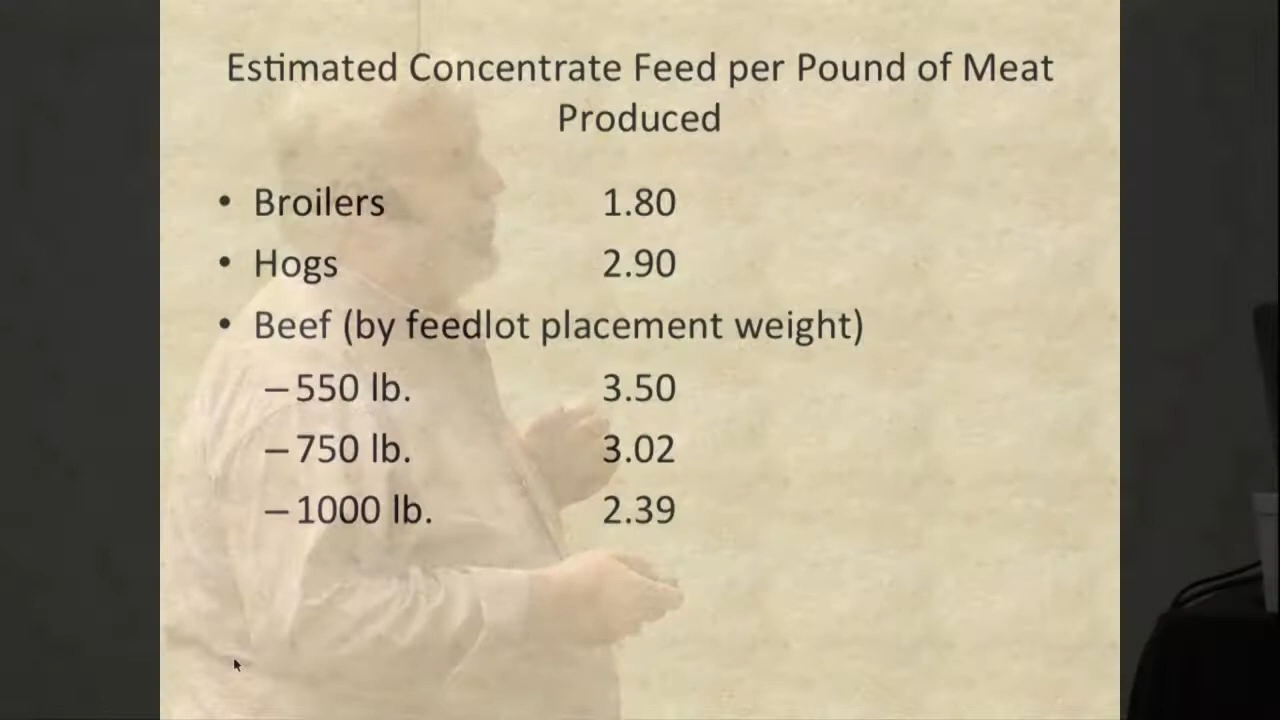 Estimated Concentrate Feed per Pound of Meat
Produced
• Broilers 1.80
• Hogs 2.90
• Beef (by feedlot placement weight)
– 550 lb. 3.50
– 750 lb. 3.02
– 1000 lb. 2.39